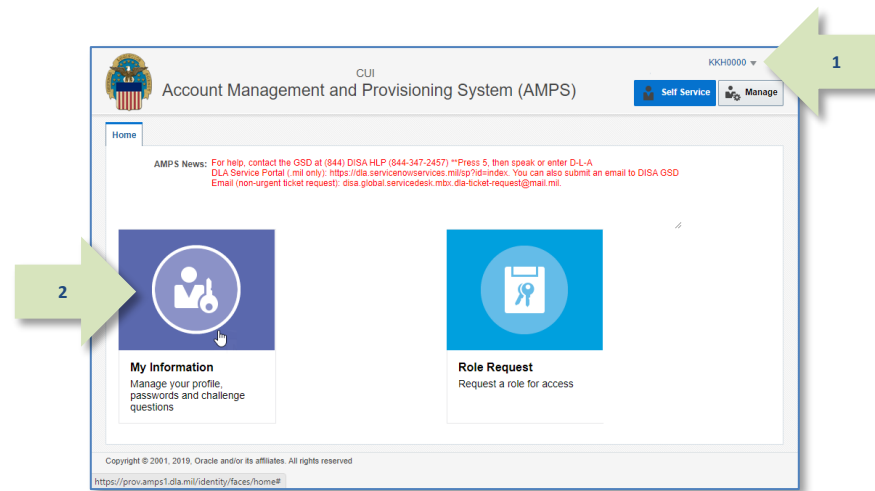 CUI
KKH0000
1
Account Management and Provisioning System (AMPS)
Self Service
Manage
Home
AMPS News: For help, contact the GSD at (844) DISA HLP (844-347-2457) **Press 5, then speak or enter D-L-A
DLA Service Portal (.mil only): https://dla.servicenowservices.mil/sp?id=index. You can also submit an email to DISA GSD
Email (non-urgent ticket request): disa.global.servicedesk.mbx.dla-ticket-request@mail.mil.
2
My Information
Manage your profile,
passwords and challenge
questions
Role Request
Request a role for access
Copyright © 2001, 2019, Oracle and/or its affiliates. All rights reserved
https://prov.amps1.dla.mil/identity/faces/home#